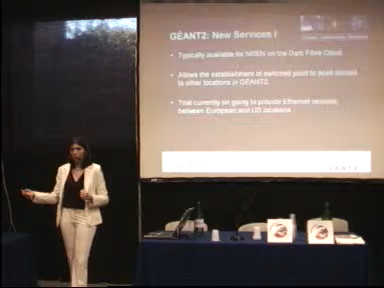 GÉANT2: New Services I
• Typically available for NREN on the Dark Fibre Cloud
• Allows the establishment of switched point to point
to other locations in GÉANT2
• Trial currently on going to provide Ethernet services
between European and US locations
DANTE